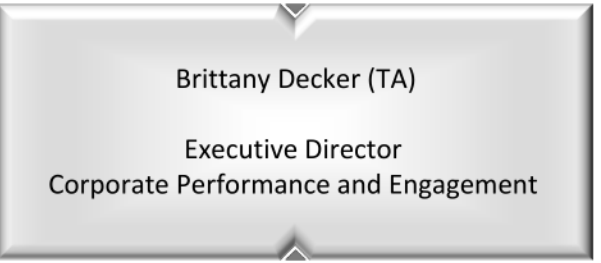 Brittany Decker (TA)
Executive Director
Corporate Performance and Engagement